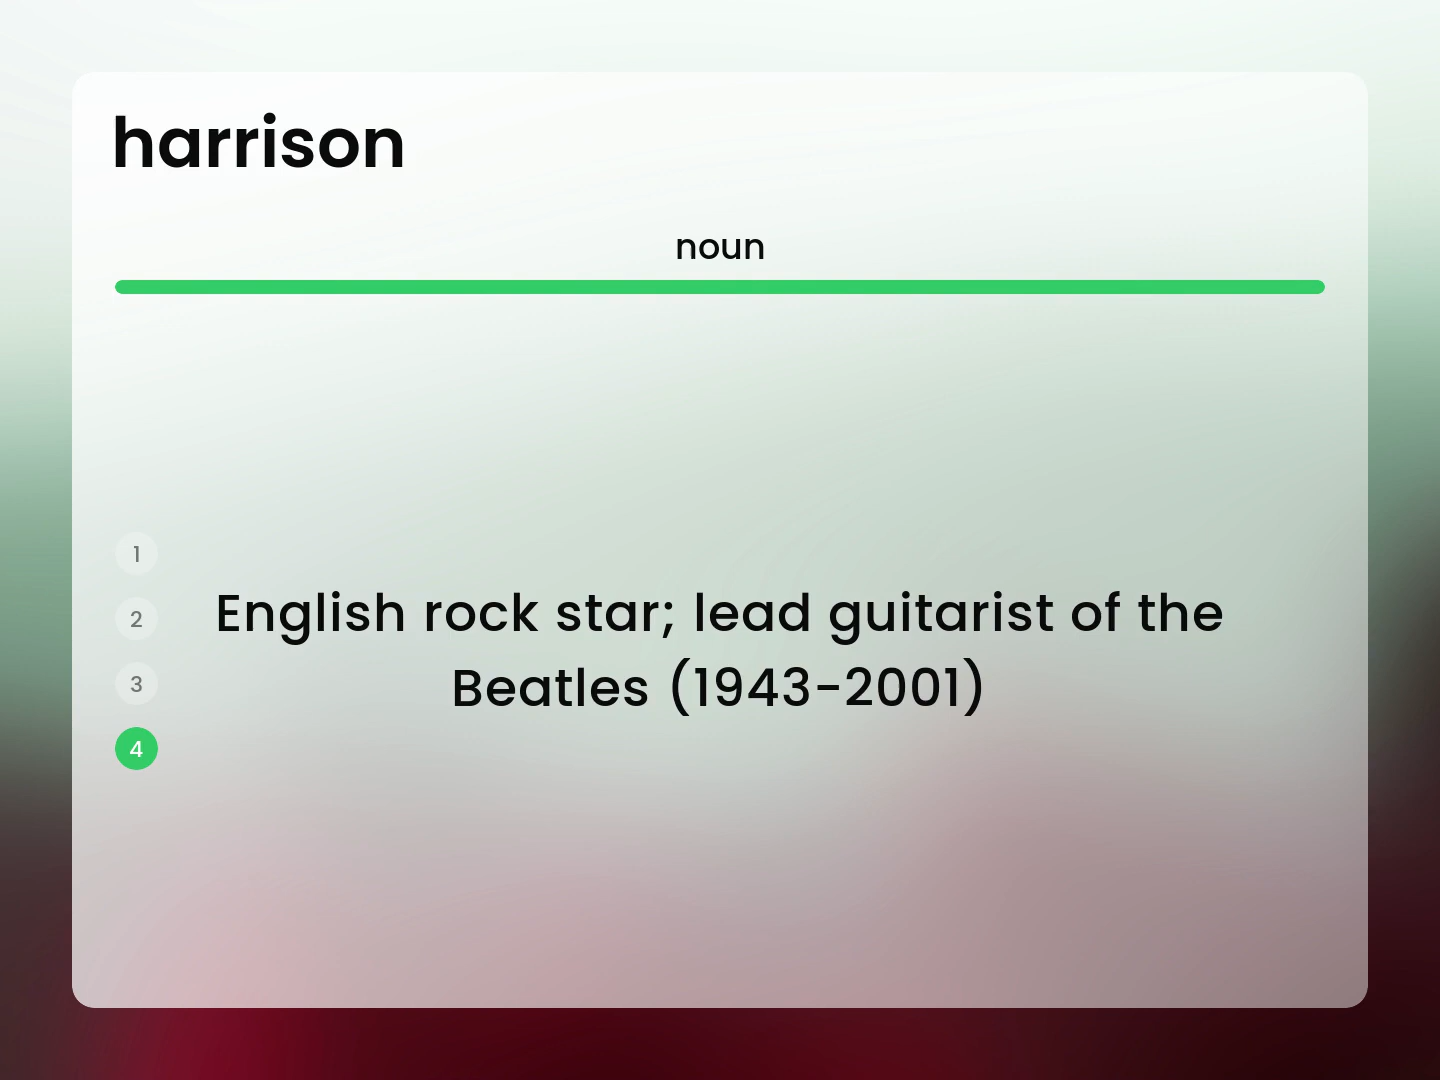 harrison
noun
1
2
3
4
English rock star; lead guitarist of the
Beatles (1943-2001)